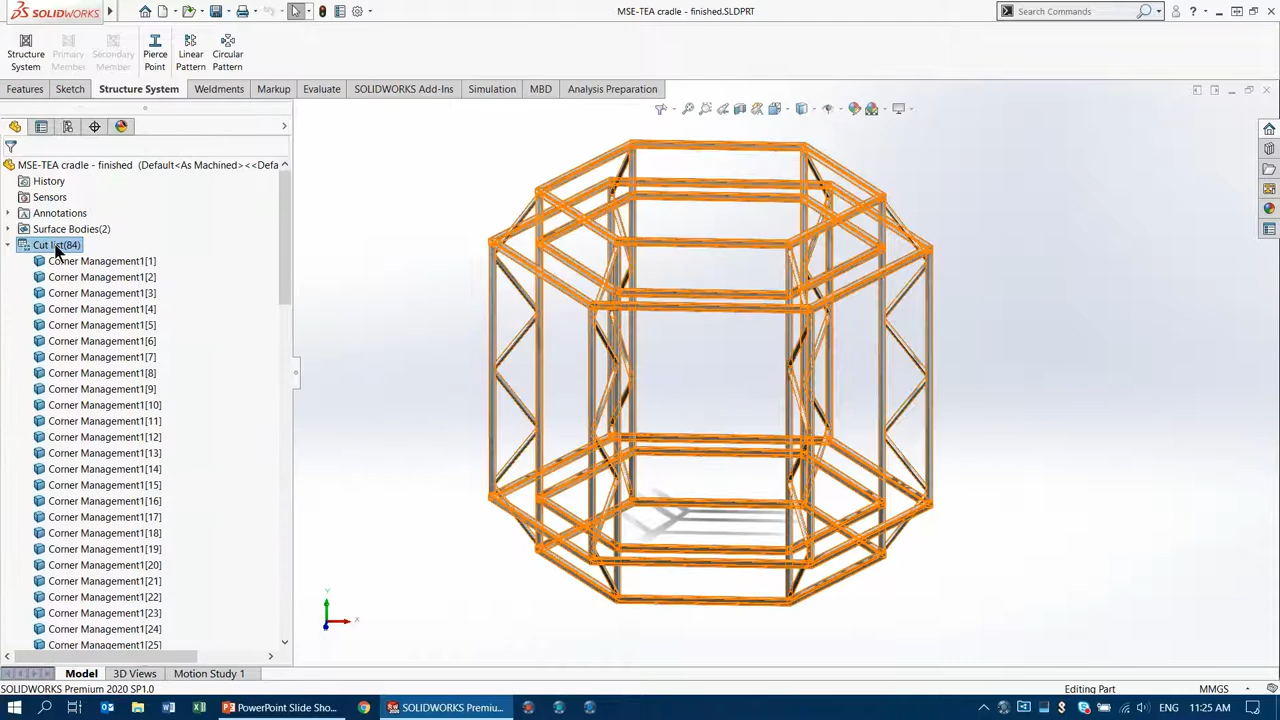 SOLIDWORKS
MSE-TEA cradle - finished.SLDPRT
Search Commands
Structure System
Primary Member
Secondary Member
Pierce Point
Linear Pattern
Circular Pattern
Features
Sketch
Structure System
Weldments
Markup
Evaluate
SOLIDWORKS Add-Ins
Simulation
MBD
Analysis Preparation
MSE-TEA cradle - finished (Default<As Machined><<Defa
History
Sensors
Annotations
Surface Bodies(2)
Cut list(84)
Corner Management1[1]
Corner Management1[2]
Corner Management1[3]
Corner Management1[4]
Corner Management1[5]
Corner Management1[6]
Corner Management1[7]
Corner Management1[8]
Corner Management1[9]
Corner Management1[10]
Corner Management1[11]
Corner Management1[12]
Corner Management1[13]
Corner Management1[14]
Corner Management1[15]
Corner Management1[16]
Corner Management1[17]
Corner Management1[18]
Corner Management1[19]
Corner Management1[20]
Corner Management1[21]
Corner Management1[22]
Corner Management1[23]
Corner Management1[24]
Corner Management1[25]
Y
X
Model
3D Views
Motion Study 1
SOLIDWORKS Premium 2020 SP1.0
Editing Part
MMGS
PowerPoint Slide Sho...
SOLIDWORKS Premiu...
ENG
11:25 AM